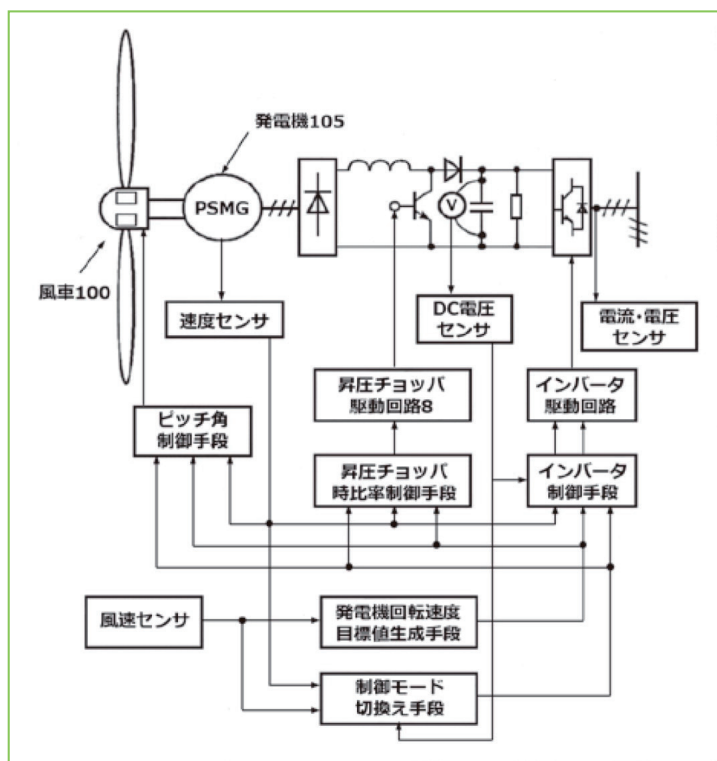 発電機105
PSMG
風車100
V
速度センサ
DC電圧
センサ
電流・電圧
センサ
昇圧チョッパ
駆動回路8
インバータ
駆動回路
ピッチ角
制御手段
昇圧チョッパ
時比率制御手段
インバータ
制御手段
風速センサ
発電機回転速度
目標値生成手段
制御モード
切換え手段